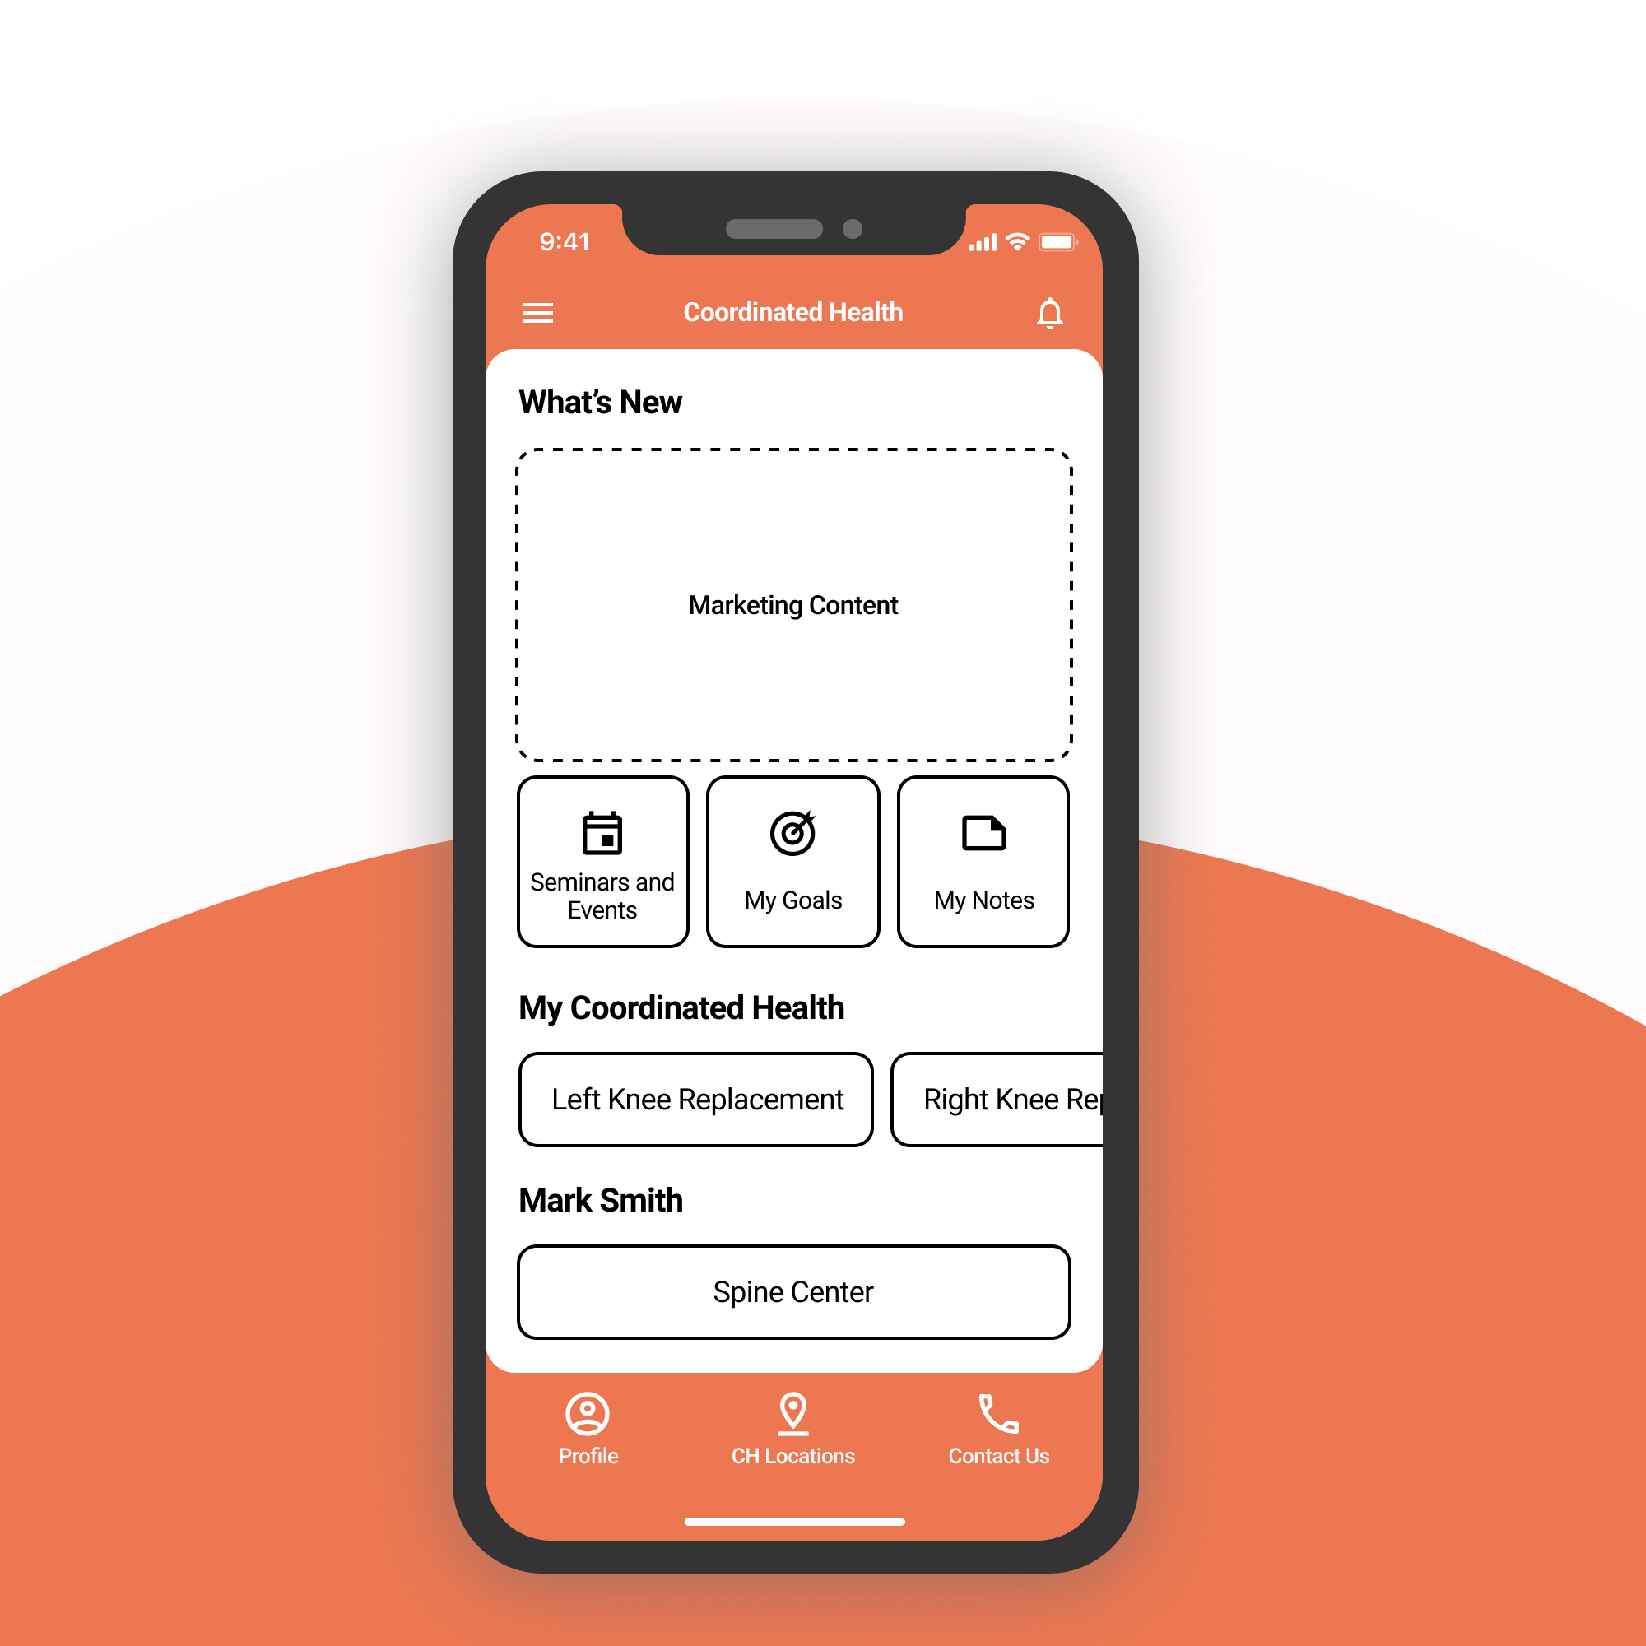 9:41
Coordinated Health
What's New
Marketing Content
Seminars and
Events
My Goals
My Notes
My Coordinated Health
Left Knee Replacement
Right Knee Rep
Mark Smith
Spine Center
Profile
CH Locations
Contact Us